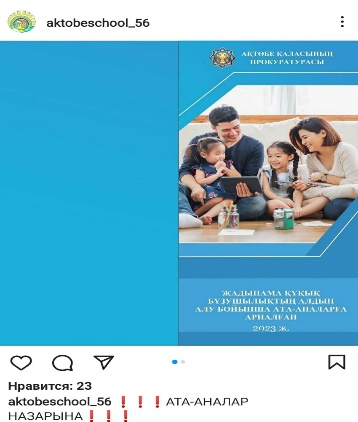 aktobeschool_56
АҚТӨБЕ ҚАЛАСЫНЫҢ
ПРОКУРАТУРАСЫ
ЖАДЫНАМА ҚҰҚЫҚ
БҰЗУШЫЛЫҚТЫҢ АЛДЫН
АЛУ БОЙЫНША АТА-АНАЛАРҒА
АРНАЛҒАН
2023 ж.
Нравится: 23
aktobeschool_56 ❗❗❗АТА-АНАЛАР
НАЗАРЫНА❗❗❗